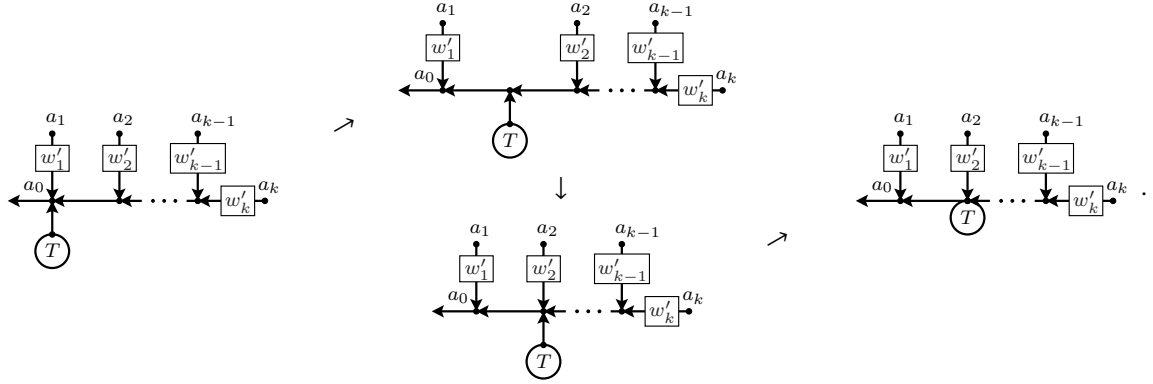 a₁ a₂ aₖ₋₁
w′₁ w′₂ w′ₖ₋₁
a₀ ⋯ w′ₖ aₖ
T
↗
a₁ a₂ aₖ₋₁
w′₁ w′₂ w′ₖ₋₁
a₀ ⋯ w′ₖ aₖ
T
↓
a₁ a₂ aₖ₋₁
w′₁ w′₂ w′ₖ₋₁
a₀ ⋯ w′ₖ aₖ
T
↗
a₁ a₂ aₖ₋₁
w′₁ w′₂ w′ₖ₋₁
a₀ ⋯ w′ₖ aₖ .
T